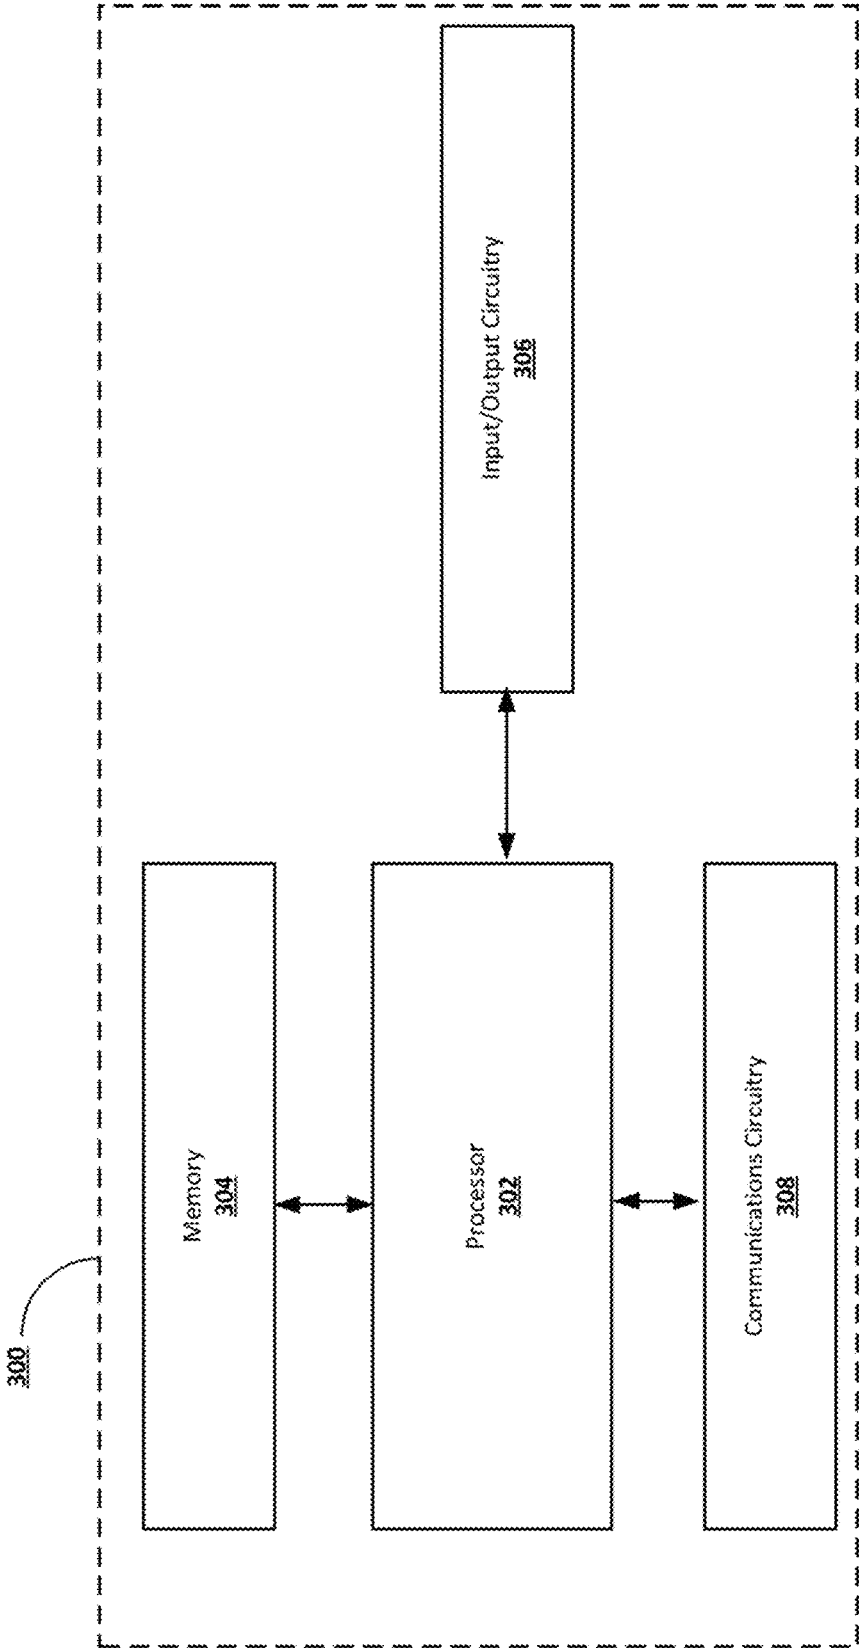 300
Memory
304
Processor
302
Input/Output Circuitry
306
Communications Circuitry
308